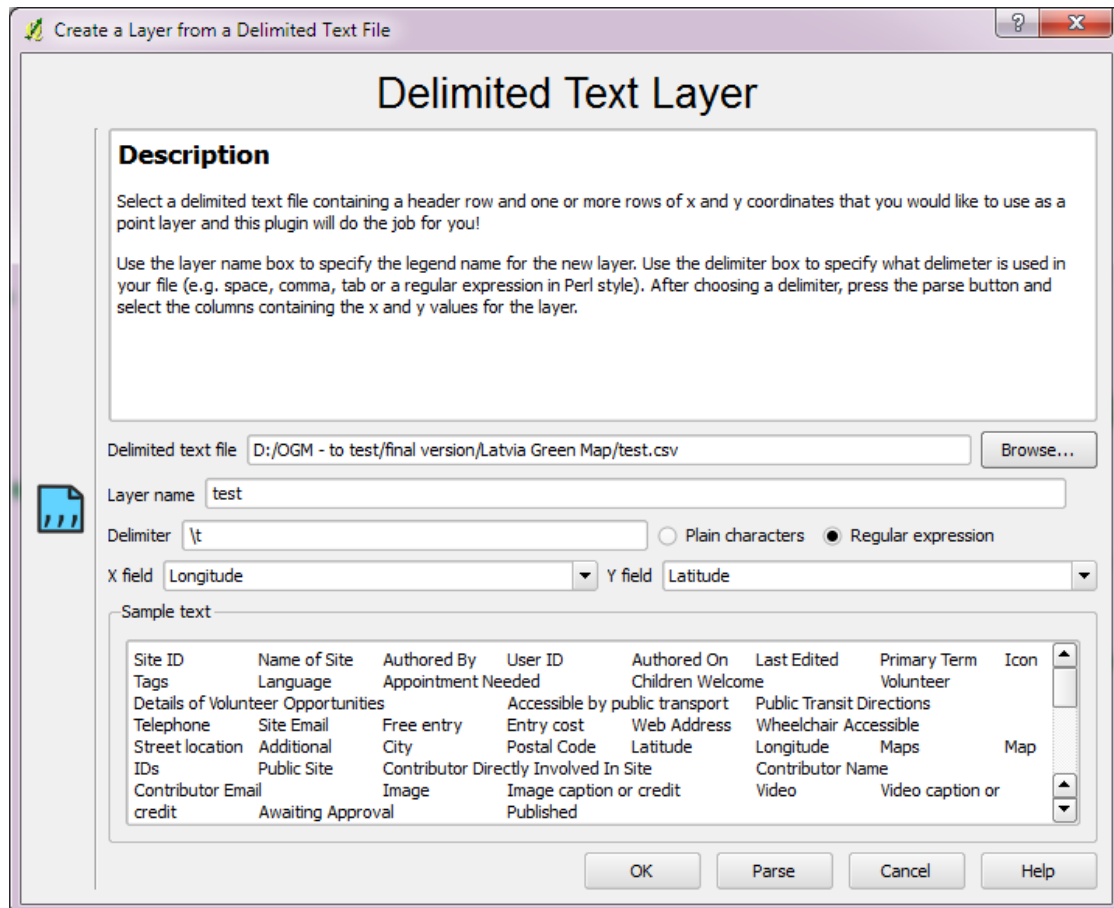 Create a Layer from a Delimited Text File
Delimited Text Layer
Description
Select a delimited text file containing a header row and one or more rows of x and y coordinates that you would like to use as a
point layer and this plugin will do the job for you!
Use the layer name box to specify the legend name for the new layer. Use the delimiter box to specify what delimeter is used in
your file (e.g. space, comma, tab or a regular expression in Perl style). After choosing a delimiter, press the parse button and
select the columns containing the x and y values for the layer.
Delimited text file D:/OGM - to test/final version/Latvia Green Map/test.csv Browse...
Layer name test
Delimiter \t Plain characters Regular expression
X field Longitude Y field Latitude
Sample text
Site ID Name of Site Authored By User ID Authored On Last Edited Primary Term Icon
Tags Language Appointment Needed Children Welcome Volunteer
Details of Volunteer Opportunities Accessible by public transport Public Transit Directions
Telephone Site Email Free entry Entry cost Web Address Wheelchair Accessible
Street location Additional City Postal Code Latitude Longitude Maps Map
IDs Public Site Contributor Directly Involved In Site Contributor Name
Contributor Email Image Image caption or credit Video Video caption or
credit Awaiting Approval Published
OK Parse Cancel Help